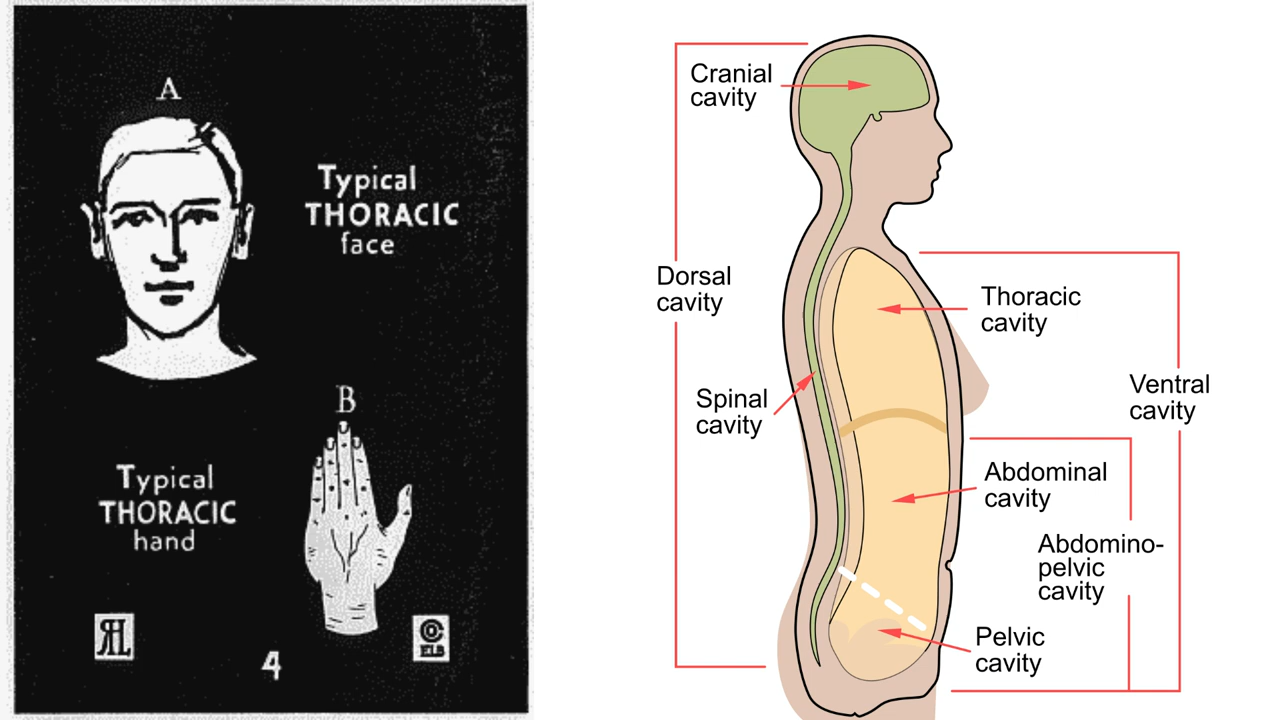 A
Typical
THORACIC
face
B
Typical
THORACIC
hand
4
ELB
Cranial
cavity
Dorsal
cavity
Thoracic
cavity
Spinal
cavity
Ventral
cavity
Abdominal
cavity
Abdomino-
pelvic
cavity
Pelvic
cavity